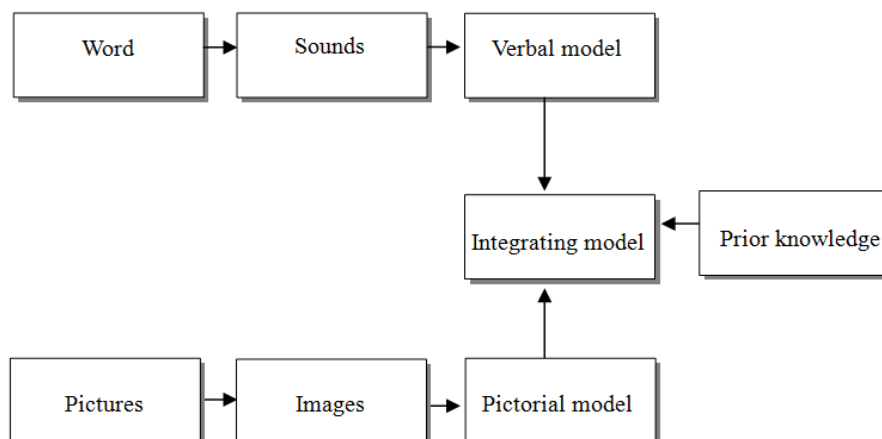 Word
Sounds
Verbal model
Integrating model
Prior knowledge
Pictures
Images
Pictorial model